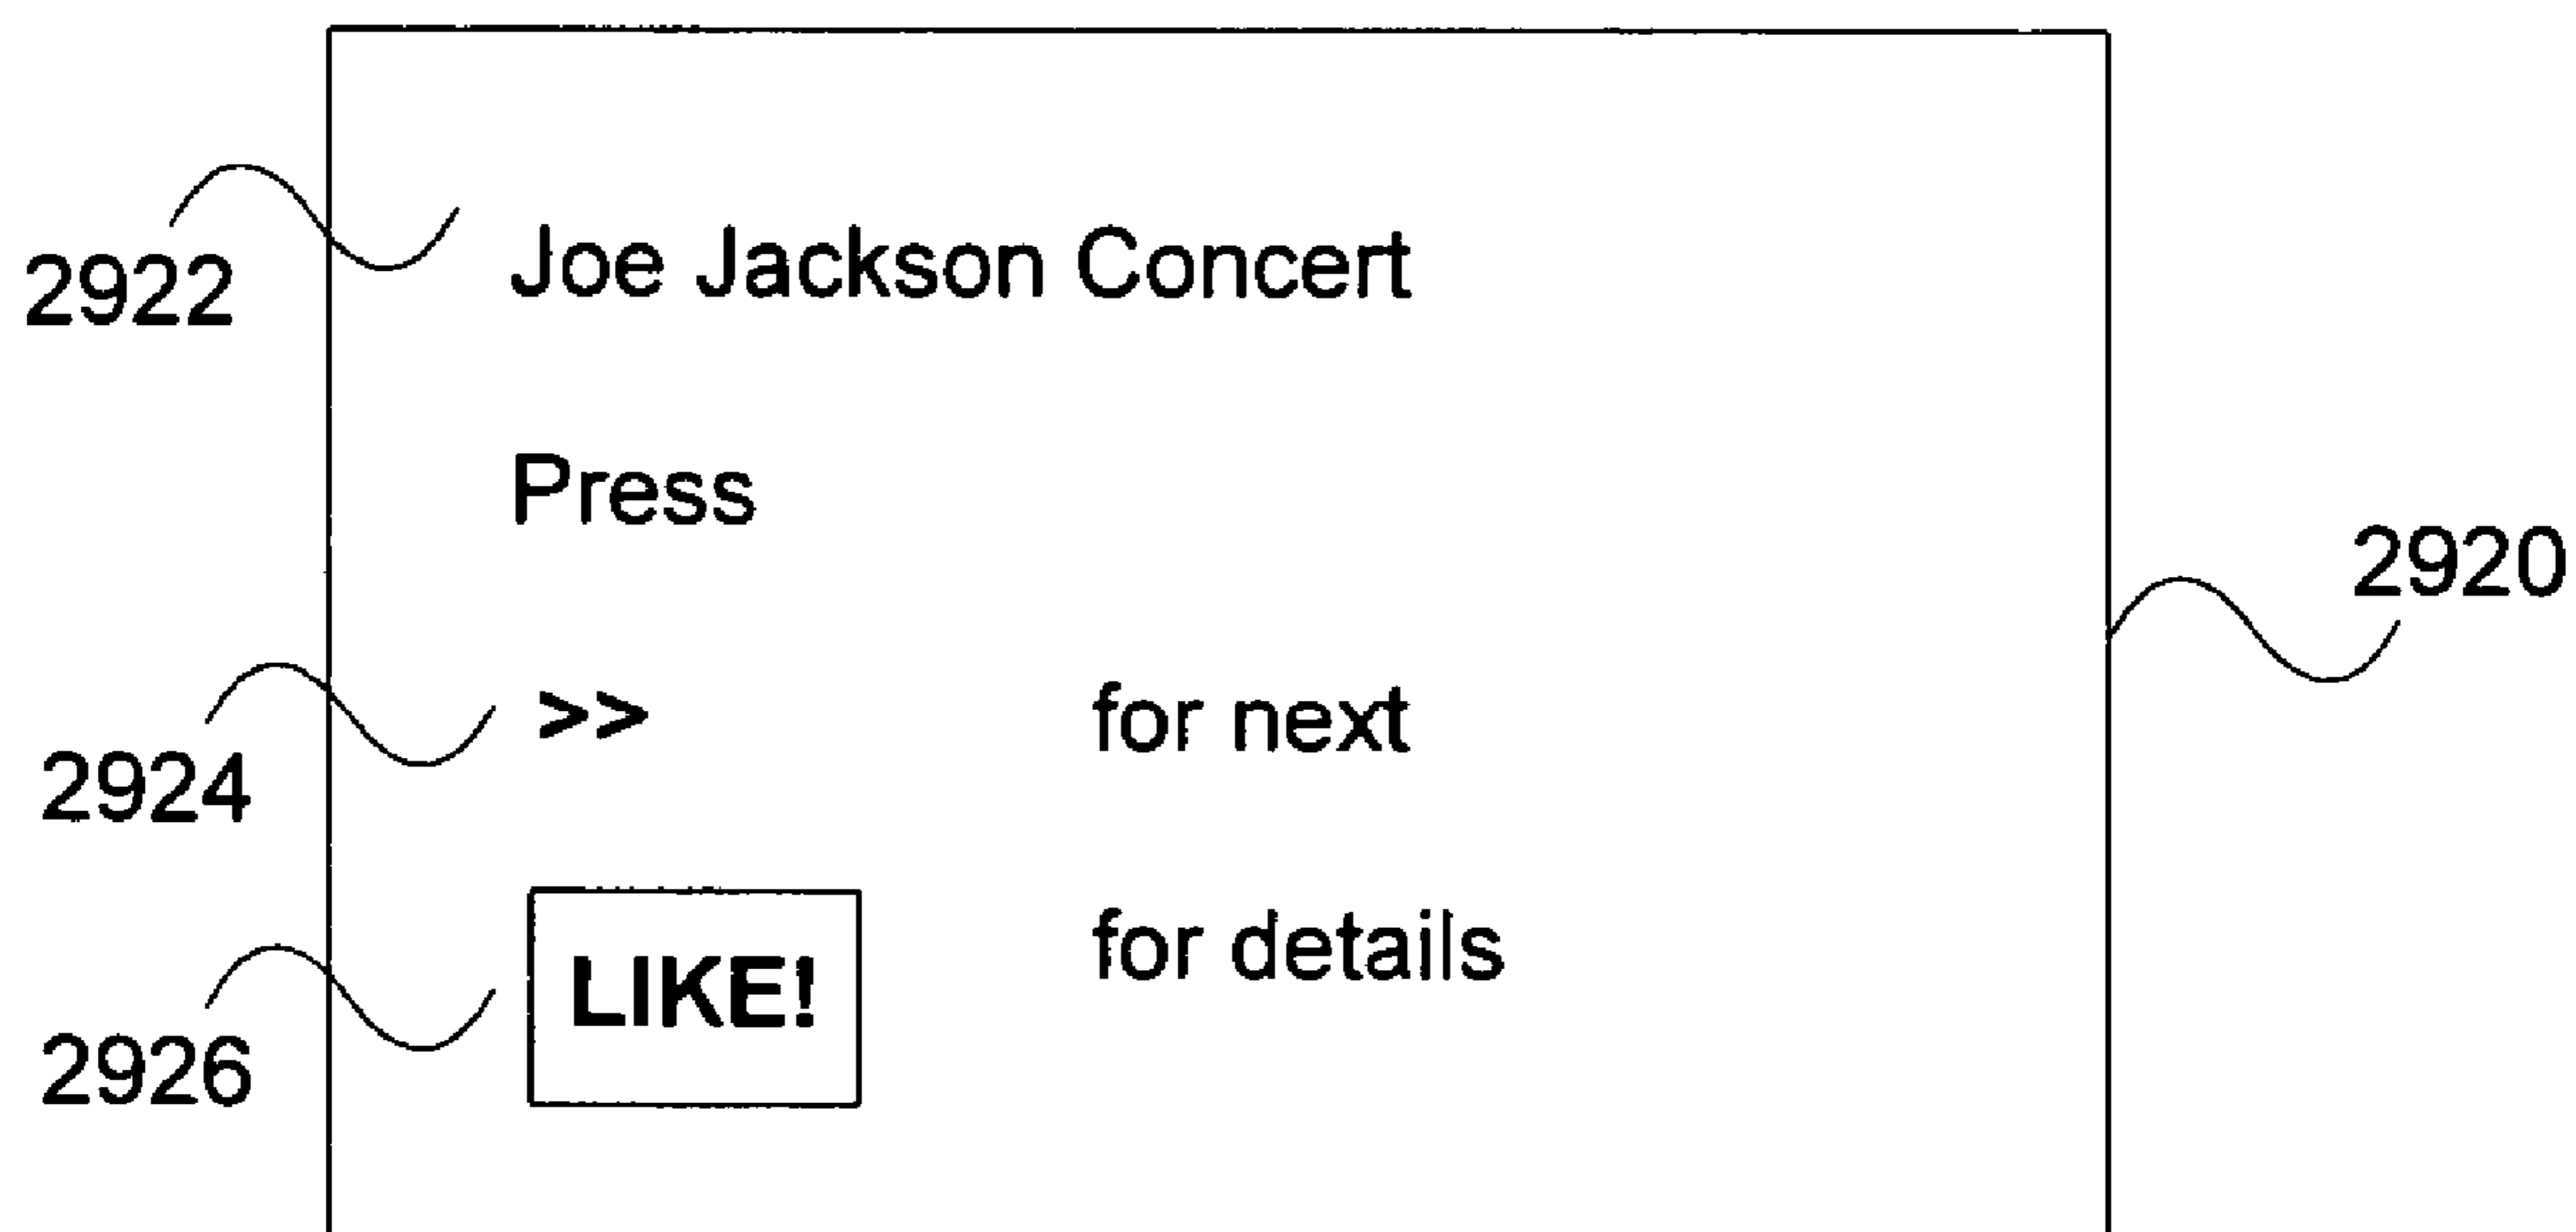 2922 Joe Jackson Concert
Press
2920
2924 >> for next
2926 LIKE! for details